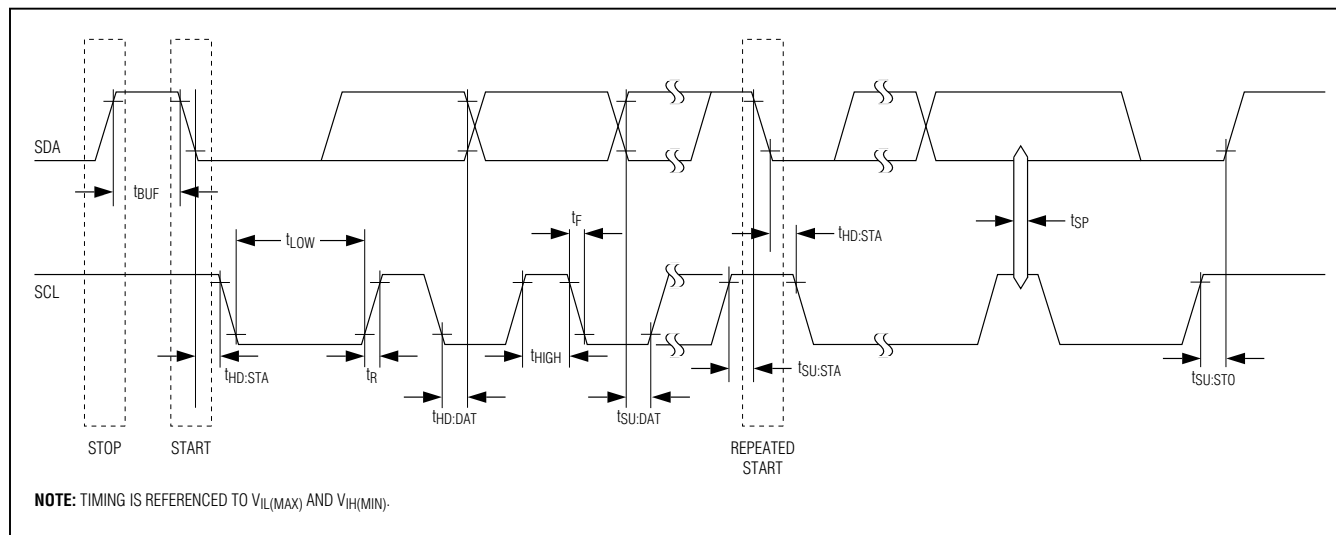 SDA
tBUF
tLOW
tF
tHD:STA
tSP
SCL
tHD:STA
tR
tHIGH
tSU:STA
tSU:STO
tHD:DAT
tSU:DAT
STOP
START
REPEATED
START
NOTE: TIMING IS REFERENCED TO VIL(MAX) AND VIH(MIN).